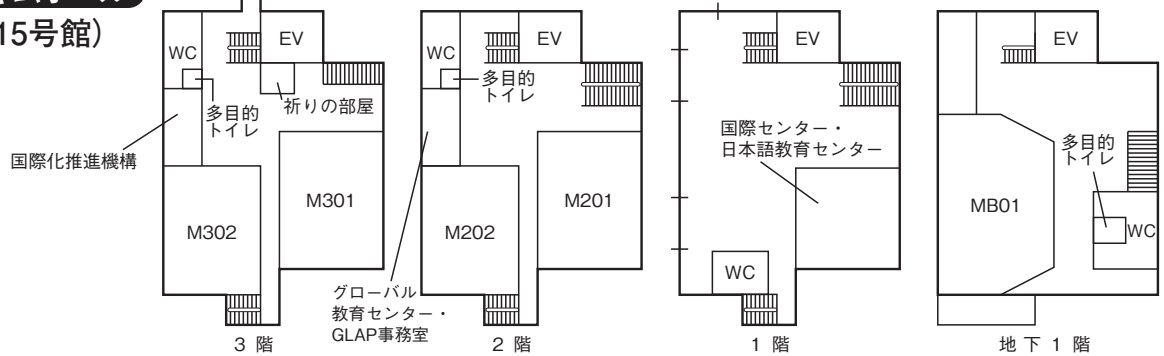 15号館）
WC
EV
多目的
トイレ
祈りの部屋
国際化推進機構
M301
M302
3 階
WC
EV
多目的
トイレ
M201
M202
グローバル
教育センター・
GLAP事務室
2 階
EV
国際センター・
日本語教育センター
WC
1 階
EV
多目的
トイレ
MB01
WC
地 下 1 階